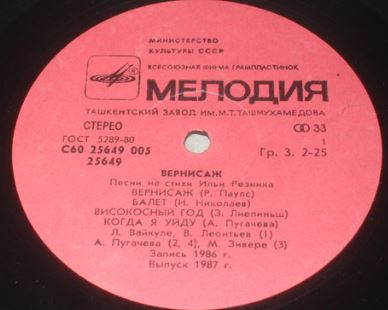 МИНИСТЕРСТВО
КУЛЬТУРЫ СССР
ВСЕСОЮЗНАЯ ФИРМА ГРАМПЛАСТИНОК
МЕЛОДИЯ
ТАШКЕНТСКИЙ ЗАВОД ИМ. М.Т. ТАШМУХАМЕДОВА
СТЕРЕО 33
ГОСТ 5289-80 1
С60 25649 005 Гр. 3. 2-25
25649
ВЕРНИСАЖ
Песни на стихи Ильи Резника
ВЕРНИСАЖ (Р. Паулс)
БАЛЕТ (И. Николаев)
ВИСОКОСНЫЙ ГОД (З. Лиепиньш)
КОГДА Я УЙДУ (А. Пугачева)
Л. Вайкуле, В. Леонтьев (1)
А. Пугачева (2, 4), М. Зивере (3)
Запись 1986 г.
Выпуск 1987 г.